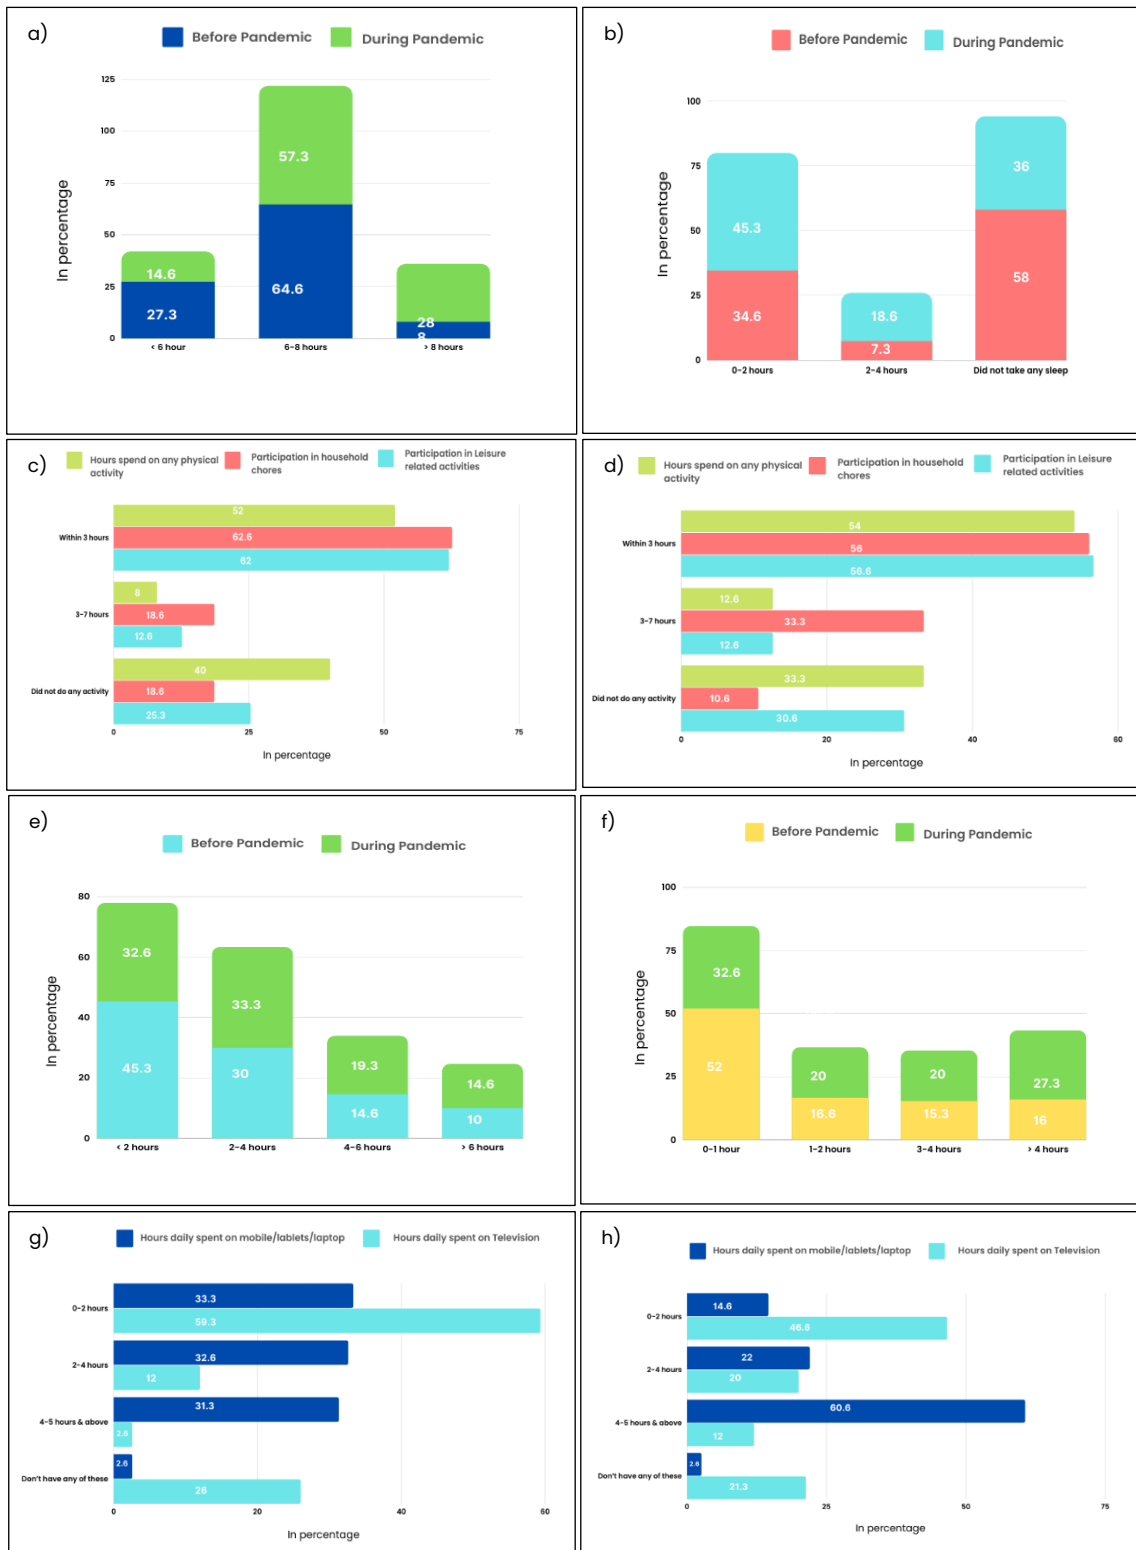 a)
Before Pandemic
During Pandemic
In percentage
125
100
75
50
25
0
57.3
14.6
64.6
27.3
28
8
< 6 hour
6-8 hours
> 8 hours
b)
Before Pandemic
During Pandemic
In percentage
100
75
50
25
0
36
45.3
58
34.6
18.6
7.3
0-2 hours
2-4 hours
Did not take any sleep
c)
Hours spend on any physical
activity
Participation in household
chores
Participation in Leisure
related activities
Within 3 hours
52
62.6
62
3-7 hours
8
18.6
12.6
Did not do any activity
40
18.6
25.3
0
25
50
75
In percentage
d)
Hours spend on any physical
activity
Participation in household
chores
Participation in Leisure
related activities
Within 3 hours
54
56
56.6
3-7 hours
12.6
33.3
12.6
Did not do any activity
33.3
10.6
30.6
0
20
40
60
In percentage
e)
Before Pandemic
During Pandemic
In percentage
80
60
40
20
0
32.6
33.3
45.3
30
19.3
14.6
14.6
10
< 2 hours
2-4 hours
4-6 hours
> 6 hours
f)
Before Pandemic
During Pandemic
In percentage
100
75
50
25
0
32.6
52
20
16.6
20
15.3
27.3
16
0-1 hour
1-2 hours
3-4 hours
> 4 hours
g)
Hours daily spent on mobile/lablets/laptop
Hours daily spent on Television
0-2 hours
33.3
59.3
2-4 hours
32.6
12
4-5 hours & above
31.3
2.6
Don't have any of these
2.6
26
0
20
40
60
In percentage
h)
Hours daily spent on mobile/lablets/laptop
Hours daily spent on Television
0-2 hours
14.6
46.6
2-4 hours
22
20
4-5 hours & above
60.6
12
Don't have any of these
2.6
21.3
0
25
50
75
In percentage